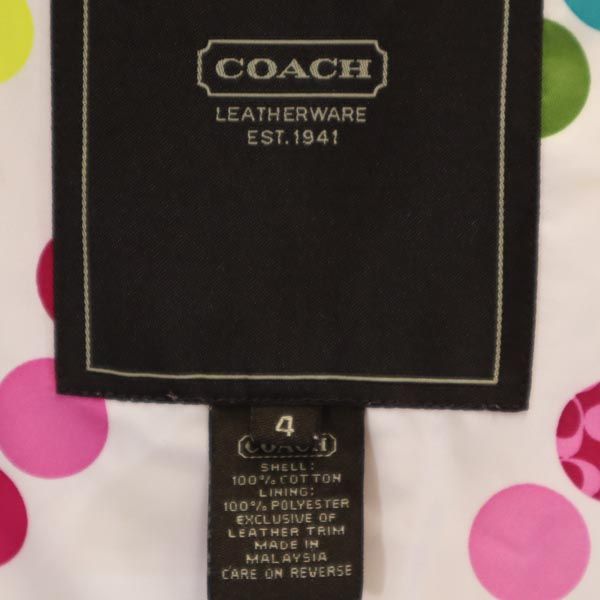 COACH
LEATHERWARE
EST.1941
4
COACH
SHELL:
100% COTTON
LINING:
100% POLYESTER
EXCLUSIVE OF
LEATHER TRIM
MADE IN
MALAYSIA
CARE ON REVERSE